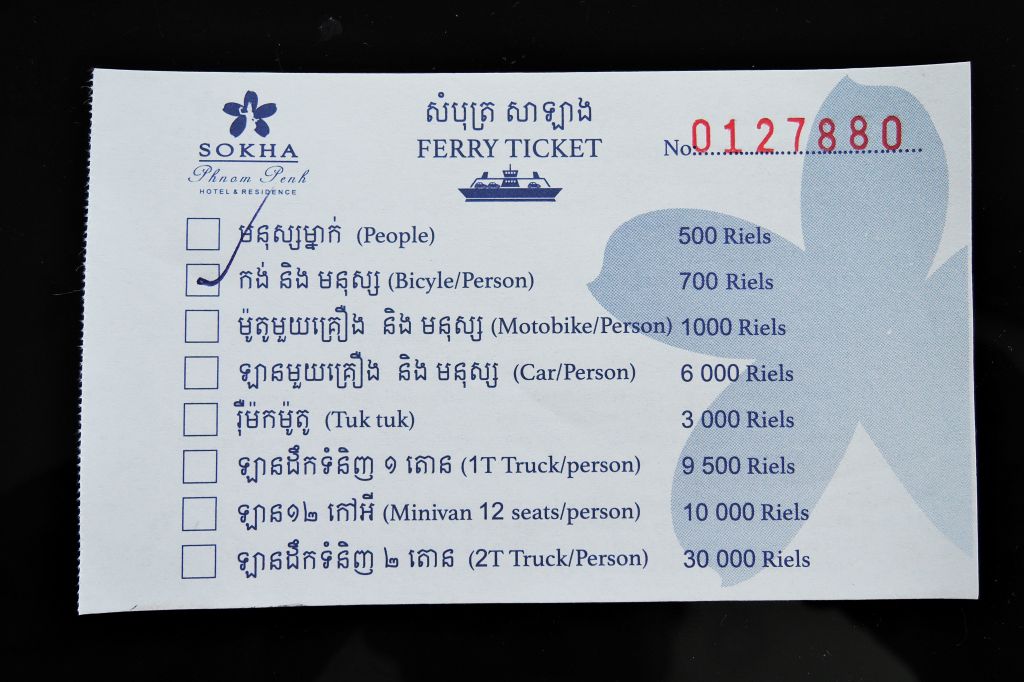 SOKHA
Phnom Penh
HOTEL & RESIDENCE
សំបុត្រ សាឡាង
FERRY TICKET
No: 0127880
មនុស្សម្នាក់ (People) 500 Riels
កង់ និង មនុស្ស (Bicyle/Person) 700 Riels
ម៉ូតូមួយគ្រឿង និង មនុស្ស (Motobike/Person) 1000 Riels
ឡានមួយគ្រឿង និង មនុស្ស (Car/Person) 6 000 Riels
រ៉ឺម៉កម៉ូតូ (Tuk tuk) 3 000 Riels
ឡានដឹកទំនិញ ១ តោន (1T Truck/person) 9 500 Riels
ឡាន១២ កៅអី (Minivan 12 seats/person) 10 000 Riels
ឡានដឹកទំនិញ ២ តោន (2T Truck/Person) 30 000 Riels